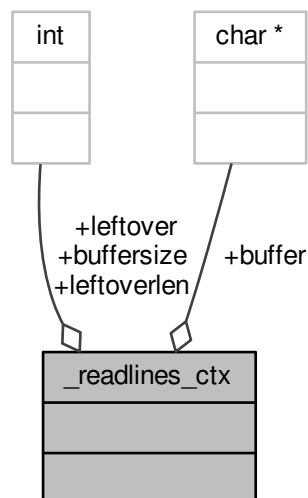 int
char *
+leftover
+buffersize
+leftoverlen
+buffer
_readlines_ctx